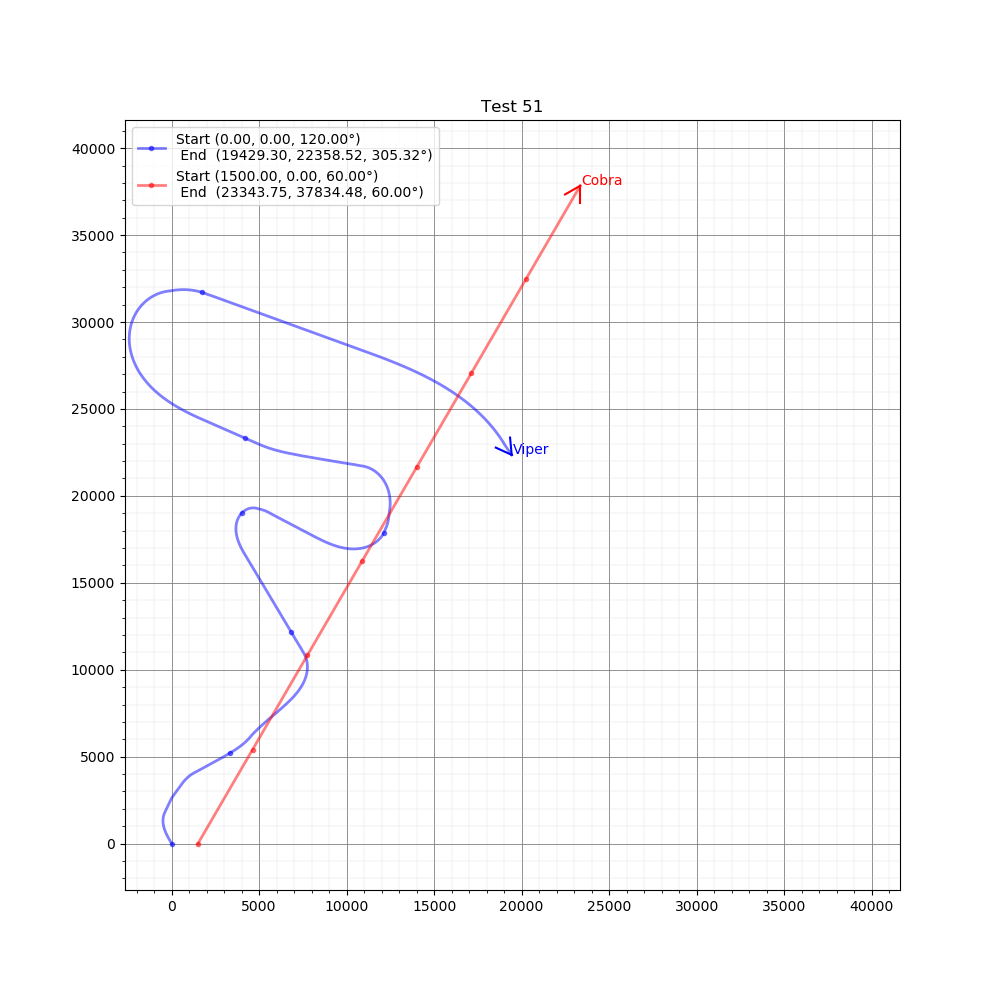 Test 51
Start (0.00, 0.00, 120.00°)
End  (19429.30, 22358.52, 305.32°)
Start (1500.00, 0.00, 60.00°)
End  (23343.75, 37834.48, 60.00°)
Cobra
Viper
40000
35000
30000
25000
20000
15000
10000
5000
0
0
5000
10000
15000
20000
25000
30000
35000
40000